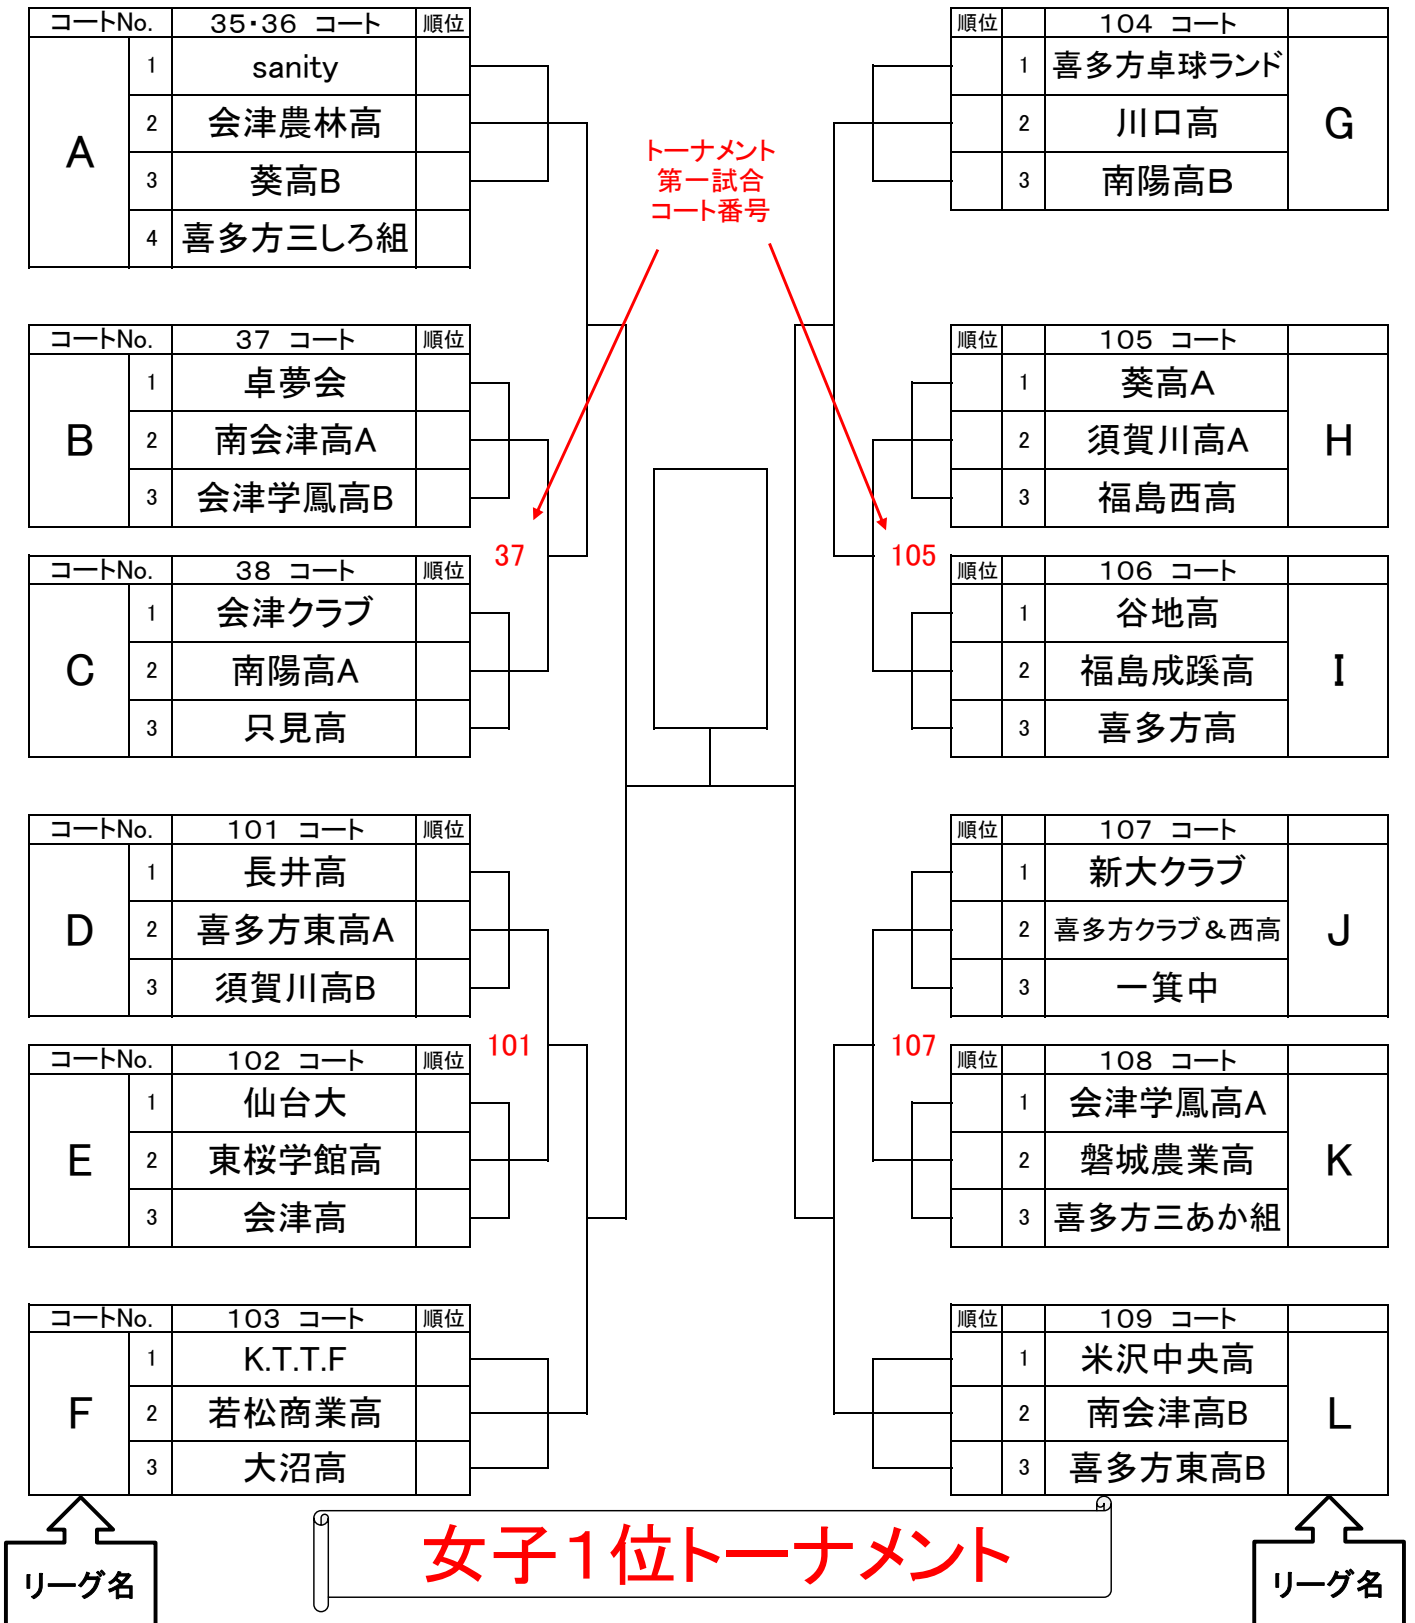 コートNo. 35・36 コート 順位
A
1 sanity
2 会津農林高
3 葵高B
4 喜多方三しろ組
コートNo. 37 コート 順位
B
1 卓夢会
2 南会津高A
3 会津学鳳高B
コートNo. 38 コート 順位
C
1 会津クラブ
2 南陽高A
3 只見高
コートNo. 101 コート 順位
D
1 長井高
2 喜多方東高A
3 須賀川高B
コートNo. 102 コート 順位
E
1 仙台大
2 東桜学館高
3 会津高
コートNo. 103 コート 順位
F
1 K.T.T.F
2 若松商業高
3 大沼高
リーグ名
トーナメント
第一試合
コート番号
37
105
101
107
順位 104 コート
1 喜多方卓球ランド
2 川口高
3 南陽高B
G
順位 105 コート
1 葵高A
2 須賀川高A
3 福島西高
H
順位 106 コート
1 谷地高
2 福島成蹊高
3 喜多方高
I
順位 107 コート
1 新大クラブ
2 喜多方クラブ＆西高
3 一箕中
J
順位 108 コート
1 会津学鳳高A
2 磐城農業高
3 喜多方三あか組
K
順位 109 コート
1 米沢中央高
2 南会津高B
3 喜多方東高B
L
リーグ名
女子１位トーナメント